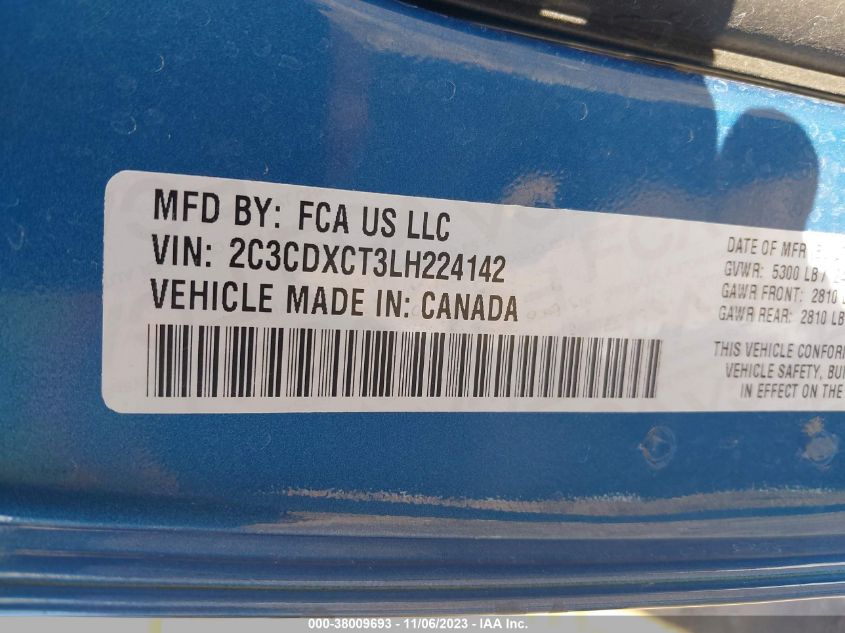 MFD BY: FCA US LLC
VIN: 2C3CDXCT3LH224142
VEHICLE MADE IN: CANADA
DATE OF MFR
GVWR: 5300 LB /
GAWR FRONT: 2810
GAWR REAR: 2810 LB
THIS VEHICLE
VEHICLE SAFETY,
IN EFFECT ON THE
000-38009693 - 11/06/2023 - IAA Inc.